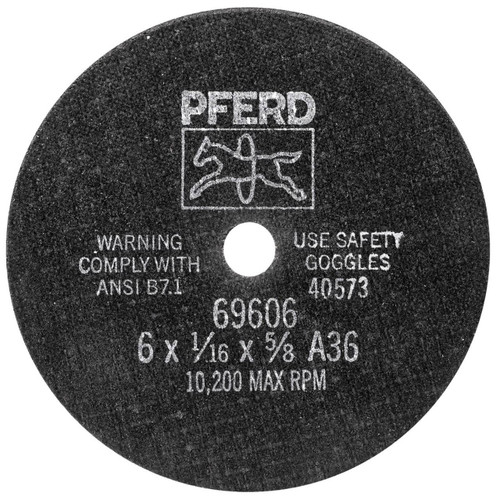 PFERD
WARNING
COMPLY WITH
ANSI B7.1
USE SAFETY
GOGGLES
40573
69606
6 x 1/16 x 5/8 A36
10,200 MAX RPM